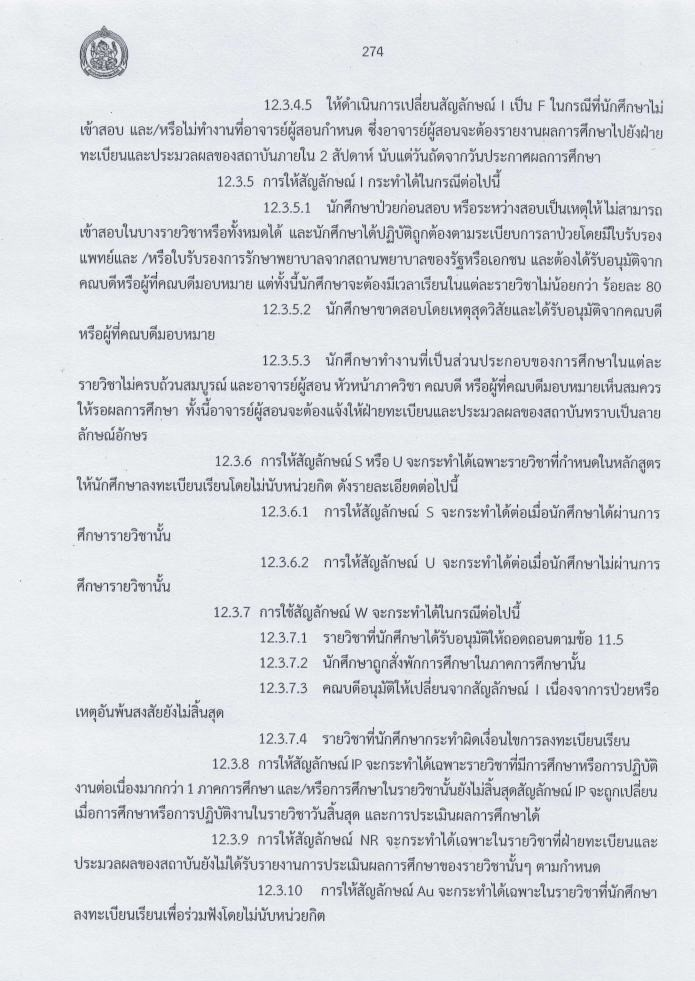 274
12.3.4.5 ให้ดำเนินการเปลี่ยนสัญลักษณ์ I เป็น F ในกรณีที่นักศึกษาไม่
เข้าสอบ และ/หรือไม่ทำงานที่อาจารย์ผู้สอนกำหนด ซึ่งอาจารย์ผู้สอนจะต้องรายงานผลการศึกษาไปยังฝ่าย
ทะเบียนและประมวลผลของสถาบันภายใน 2 สัปดาห์ นับแต่วันถัดจากวันประกาศผลการศึกษา
12.3.5 การให้สัญลักษณ์ I กระทำได้ในกรณีต่อไปนี้
12.3.5.1 นักศึกษาป่วยก่อนสอบ หรือระหว่างสอบเป็นเหตุให้ ไม่สามารถ
เข้าสอบในบางรายวิชาหรือทั้งหมดได้ และนักศึกษาได้ปฏิบัติถูกต้องตามระเบียบการลาป่วยโดยมีใบรับรอง
แพทย์และ /หรือใบรับรองการรักษาพยาบาลจากสถานพยาบาลของรัฐหรือเอกชน และต้องได้รับอนุมัติจาก
คณบดีหรือผู้ที่คณบดีมอบหมาย แต่ทั้งนี้นักศึกษาจะต้องมีเวลาเรียนในแต่ละรายวิชาไม่น้อยกว่า ร้อยละ 80
12.3.5.2 นักศึกษาขาดสอบโดยเหตุสุดวิสัยและได้รับอนุมัติจากคณบดี
หรือผู้ที่คณบดีมอบหมาย
12.3.5.3 นักศึกษาทำงานที่เป็นส่วนประกอบของการศึกษาในแต่ละ
รายวิชาไม่ครบถ้วนสมบูรณ์ และอาจารย์ผู้สอน หัวหน้าภาควิชา คณบดี หรือผู้ที่คณบดีมอบหมายเห็นสมควร
ให้รอผลการศึกษา ทั้งนี้อาจารย์ผู้สอนจะต้องแจ้งให้ฝ่ายทะเบียนและประมวลผลของสถาบันทราบเป็นลาย
ลักษณ์อักษร
12.3.6 การให้สัญลักษณ์ S หรือ U จะกระทำได้เฉพาะรายวิชาที่กำหนดในหลักสูตร
ให้นักศึกษาลงทะเบียนเรียนโดยไม่นับหน่วยกิต ดังรายละเอียดต่อไปนี้
12.3.6.1 การให้สัญลักษณ์ S จะกระทำได้ต่อเมื่อนักศึกษาได้ผ่านการ
ศึกษารายวิชานั้น
12.3.6.2 การให้สัญลักษณ์ U จะกระทำได้ต่อเมื่อนักศึกษาไม่ผ่านการ
ศึกษารายวิชานั้น
12.3.7 การใช้สัญลักษณ์ W จะกระทำได้ในกรณีต่อไปนี้
12.3.7.1 รายวิชาที่นักศึกษาได้รับอนุมัติให้ถอดถอนตามข้อ 11.5
12.3.7.2 นักศึกษาถูกสั่งพักการศึกษาในภาคการศึกษานั้น
12.3.7.3 คณบดีอนุมัติให้เปลี่ยนจากสัญลักษณ์ I เนื่องจาการป่วยหรือ
เหตุอันพ้นสงสัยยังไม่สิ้นสุด
12.3.7.4 รายวิชาที่นักศึกษากระทำผิดเงื่อนไขการลงทะเบียนเรียน
12.3.8 การให้สัญลักษณ์ IP จะกระทำได้เฉพาะรายวิชาที่มีการศึกษาหรือการปฏิบัติ
งานต่อเนื่องมากกว่า 1 ภาคการศึกษา และ/หรือการศึกษาในรายวิชานั้นยังไม่สิ้นสุดสัญลักษณ์ IP จะถูกเปลี่ยน
เมื่อการศึกษาหรือการปฏิบัติงานในรายวิชาวันสิ้นสุด และการประเมินผลการศึกษาได้
12.3.9 การให้สัญลักษณ์ NR จะกระทำได้เฉพาะในรายวิชาที่ฝ่ายทะเบียนและ
ประมวลผลของสถาบันยังไม่ได้รับรายงานการประเมินผลการศึกษาของรายวิชานั้นๆ ตามกำหนด
12.3.10 การให้สัญลักษณ์ Au จะกระทำได้เฉพาะในรายวิชาที่นักศึกษา
ลงทะเบียนเรียนเพื่อร่วมฟังโดยไม่นับหน่วยกิต